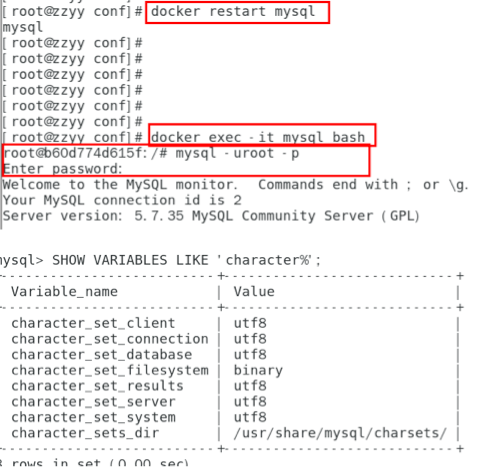 [root@zzyy conf]# docker restart mysql
mysql
[root@zzyy conf]#
[root@zzyy conf]#
[root@zzyy conf]#
[root@zzyy conf]#
[root@zzyy conf]#
[root@zzyy conf]#
[root@zzyy conf]# docker exec -it mysql bash
root@b60d774d615f:/# mysql -uroot -p
Enter password:
Welcome to the MySQL monitor.  Commands end with ; or \g.
Your MySQL connection id is 2
Server version: 5.7.35 MySQL Community Server (GPL)
mysql> SHOW VARIABLES LIKE 'character%';
| Variable_name | Value |
character_set_client | utf8 |
character_set_connection | utf8 |
character_set_database | utf8 |
character_set_filesystem | binary |
character_set_results | utf8 |
character_set_server | utf8 |
character_set_system | utf8 |
character_sets_dir | /usr/share/mysql/charsets/ |
rows in set (0.00 sec)